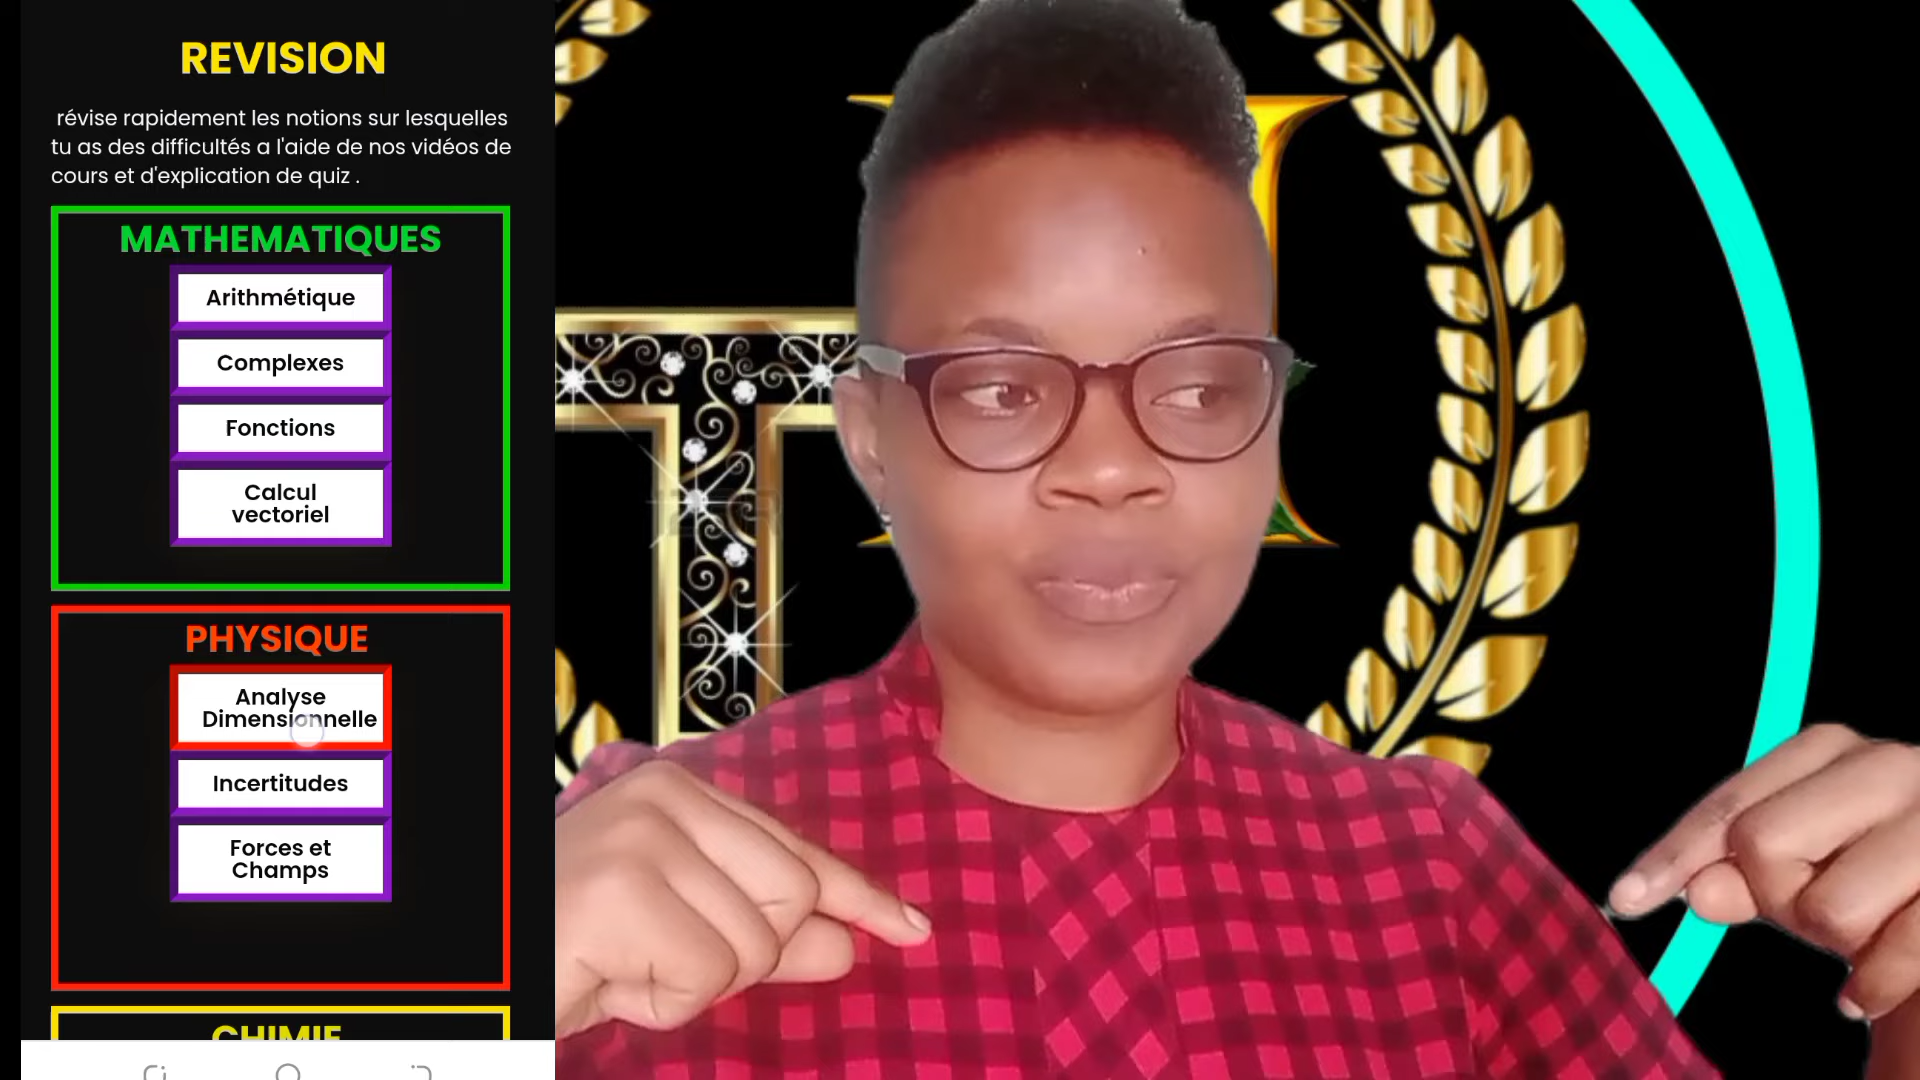 REVISION
révise rapidement les notions sur lesquelles
tu as des difficultés a l'aide de nos vidéos de
cours et d'explication de quiz .
MATHEMATIQUES
Arithmétique
Complexes
Fonctions
Calcul
vectoriel
PHYSIQUE
Analyse
Dimensionnelle
Incertitudes
Forces et
Champs
CHIMIE